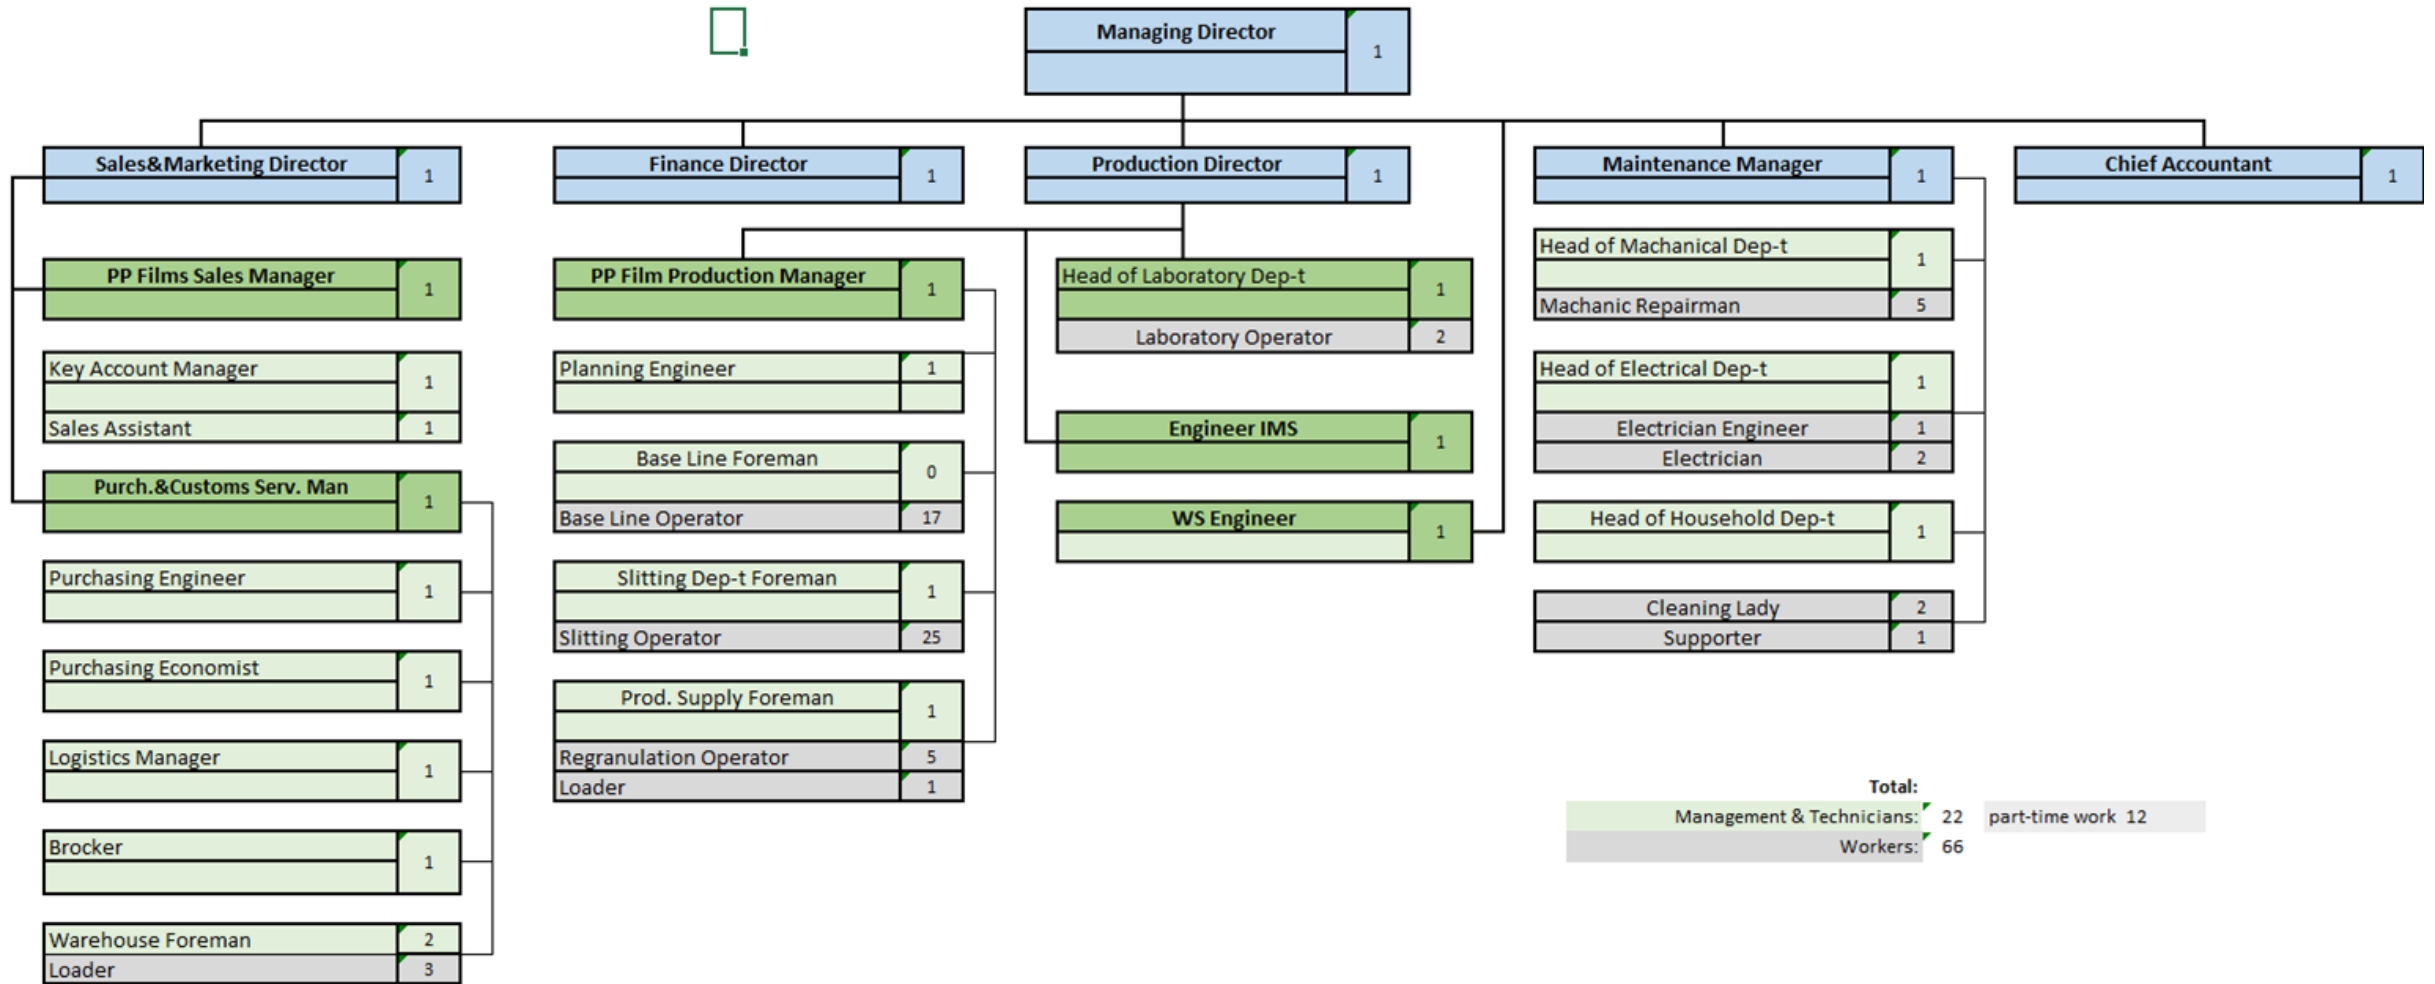 Managing Director 1
Sales&Marketing Director 1
Finance Director 1
Production Director 1
Maintenance Manager 1
Chief Accountant 1
PP Films Sales Manager 1
Key Account Manager 1
Sales Assistant 1
Purch.&Customs Serv. Man 1
Purchasing Engineer 1
Purchasing Economist 1
Logistics Manager 1
Brocker 1
Warehouse Foreman 2
Loader 3
PP Film Production Manager 1
Planning Engineer 1
Base Line Foreman 0
Base Line Operator 17
Slitting Dep-t Foreman 1
Slitting Operator 25
Prod. Supply Foreman 1
Regranulation Operator 5
Loader 1
Head of Laboratory Dep-t 1
Laboratory Operator 2
Engineer IMS 1
WS Engineer 1
Head of Machanical Dep-t 1
Machanic Repairman 5
Head of Electrical Dep-t 1
Electrician Engineer 1
Electrician 2
Head of Household Dep-t 1
Cleaning Lady 2
Supporter 1
Total:
Management & Technicians: 22 part-time work 12
Workers: 66